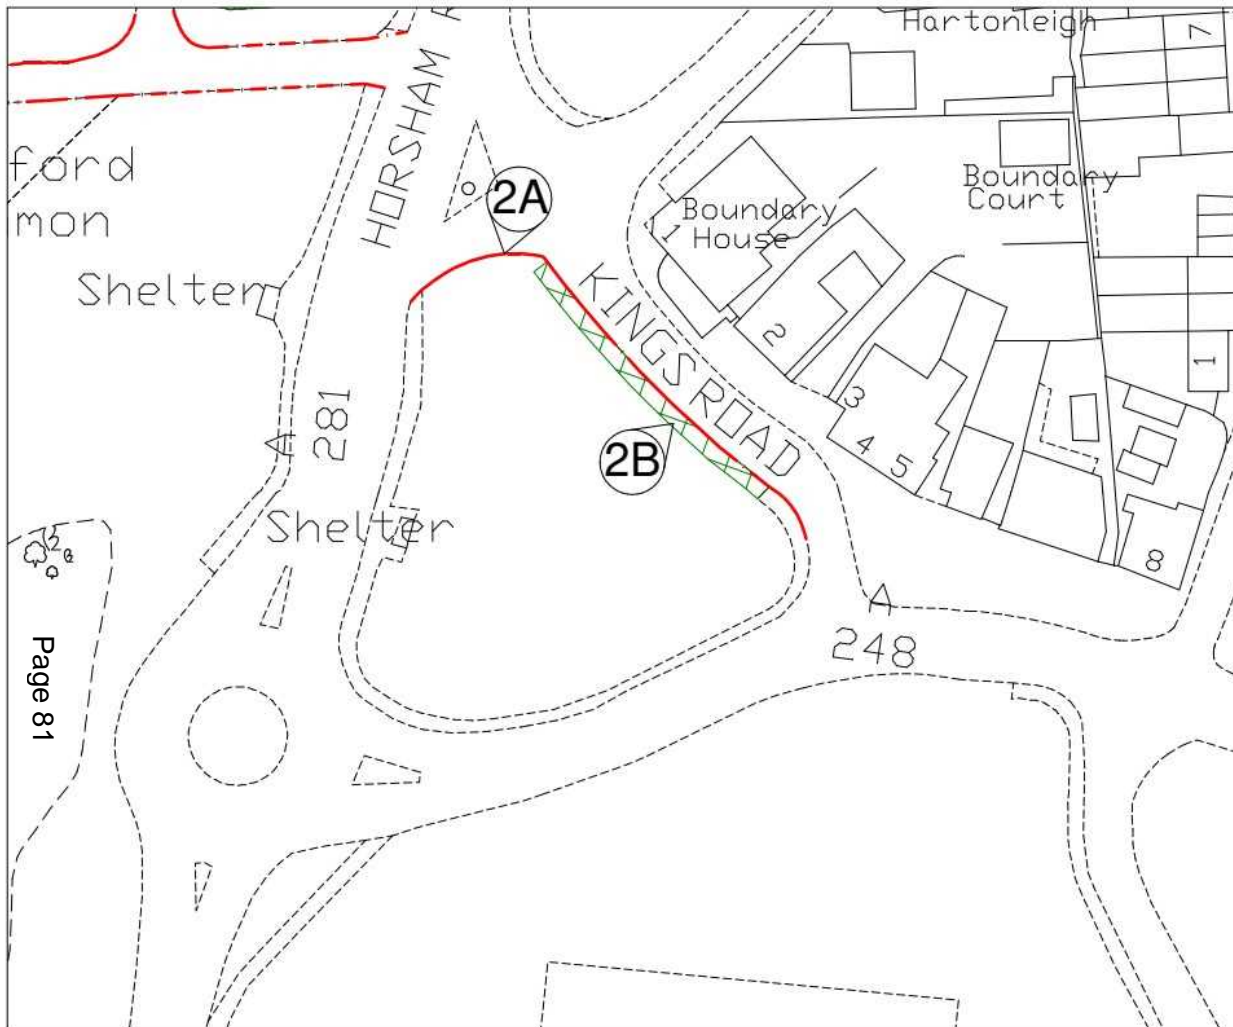 Hartonleigh
7
HORSHAM R
ford
mon
2A
Boundary
Court
Boundary
House
1
Shelter
KINGS ROAD
2
3
4
5
1
A
281
2B
Shelter
8
A
248
Page 81